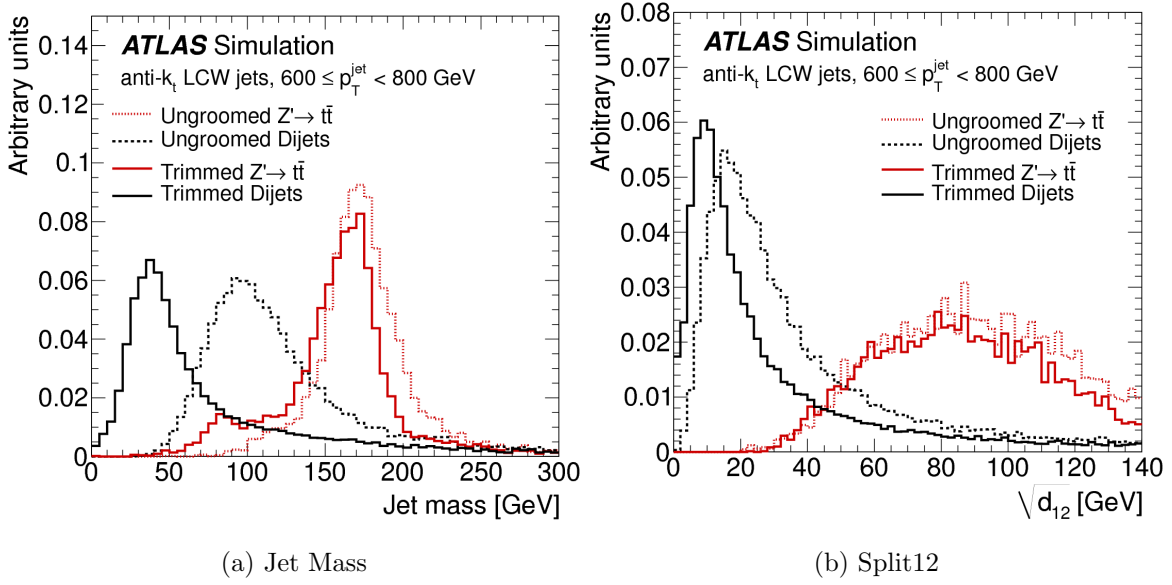 ATLAS Simulation
anti-kt LCW jets, 600 ≤ pTjet < 800 GeV
Ungroomed Z'→ tt̄
Ungroomed Dijets
Trimmed Z'→ tt̄
Trimmed Dijets
Arbitrary units
0.14
0.12
0.1
0.08
0.06
0.04
0.02
0
0 50 100 150 200 250 300
Jet mass [GeV]
(a) Jet Mass
ATLAS Simulation
anti-kt LCW jets, 600 ≤ pTjet < 800 GeV
Ungroomed Z'→ tt̄
Ungroomed Dijets
Trimmed Z'→ tt̄
Trimmed Dijets
Arbitrary units
0.08
0.07
0.06
0.05
0.04
0.03
0.02
0.01
0
0 20 40 60 80 100 120 140
√d12 [GeV]
(b) Split12